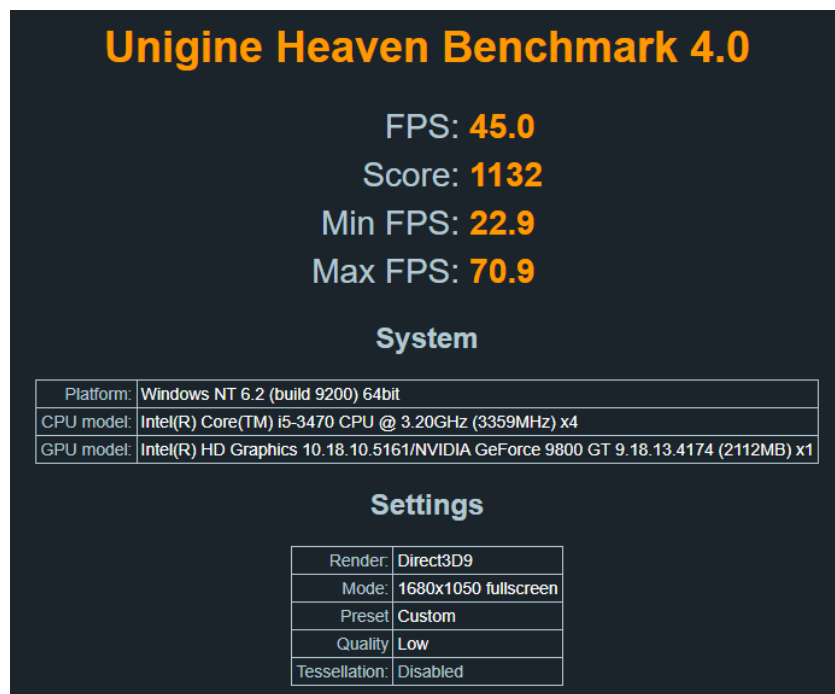 Unigine Heaven Benchmark 4.0
FPS: 45.0
Score: 1132
Min FPS: 22.9
Max FPS: 70.9
System
Platform: Windows NT 6.2 (build 9200) 64bit
CPU model: Intel(R) Core(TM) i5-3470 CPU @ 3.20GHz (3359MHz) x4
GPU model: Intel(R) HD Graphics 10.18.10.5161/NVIDIA GeForce 9800 GT 9.18.13.4174 (2112MB) x1
Settings
Render: Direct3D9
Mode: 1680x1050 fullscreen
Preset Custom
Quality Low
Tessellation: Disabled